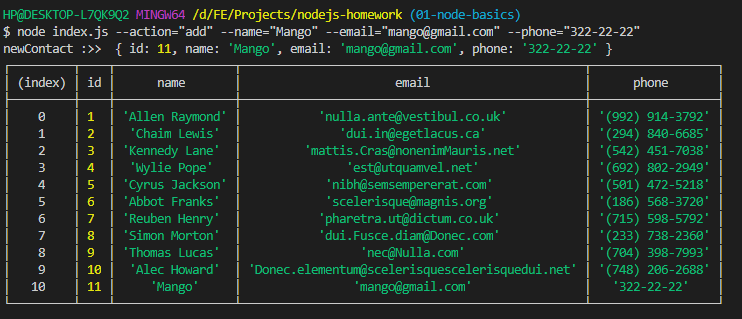 HP@DESKTOP-L7QK9Q2 MINGW64 /d/FE/Projects/nodejs-homework (01-node-basics)
$ node index.js --action="add" --name="Mango" --email="mango@gmail.com" --phone="322-22-22"
newContact :>>  { id: 11, name: 'Mango', email: 'mango@gmail.com', phone: '322-22-22' }
(index) id name email phone
0 1 'Allen Raymond' 'nulla.ante@vestibul.co.uk' '(992) 914-3792'
1 2 'Chaim Lewis' 'dui.in@egetlacus.ca' '(294) 840-6685'
2 3 'Kennedy Lane' 'mattis.Cras@nonenimMauris.net' '(542) 451-7038'
3 4 'Wylie Pope' 'est@utquamvel.net' '(692) 802-2949'
4 5 'Cyrus Jackson' 'nibh@semsempererat.com' '(501) 472-5218'
5 6 'Abbot Franks' 'scelerisque@magnis.org' '(186) 568-3720'
6 7 'Reuben Henry' 'pharetra.ut@dictum.co.uk' '(715) 598-5792'
7 8 'Simon Morton' 'dui.Fusce.diam@Donec.com' '(233) 738-2360'
8 9 'Thomas Lucas' 'nec@Nulla.com' '(704) 398-7993'
9 10 'Alec Howard' 'Donec.elementum@scelerisquescelerisquedui.net' '(748) 206-2688'
10 11 'Mango' 'mango@gmail.com' '322-22-22'